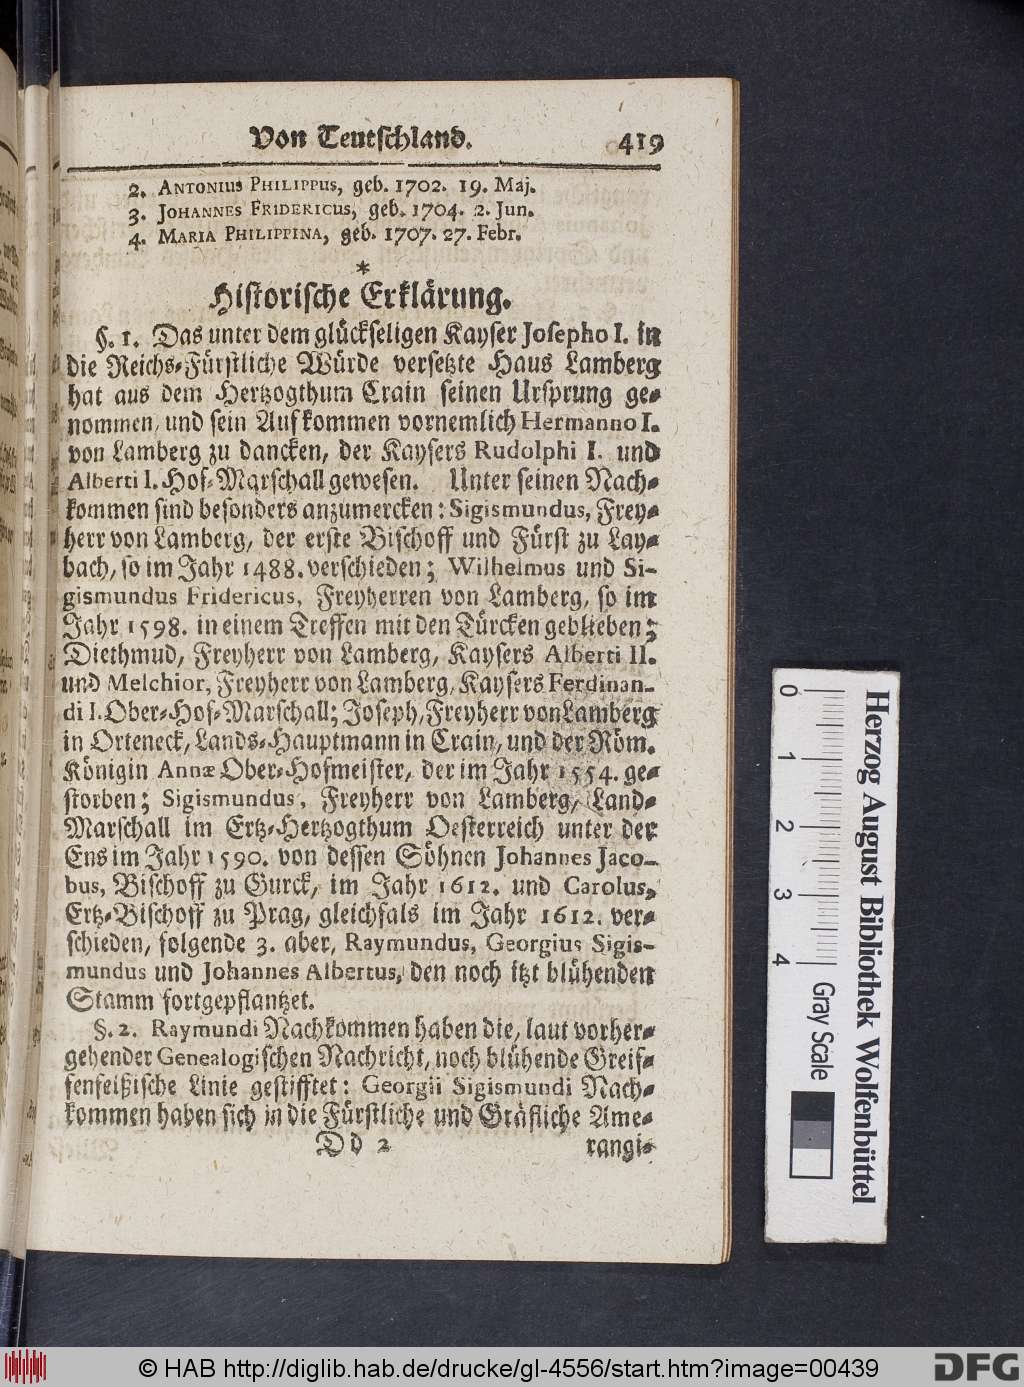 Von Teutschland. 419
2. ANTONIUS PHILIPPUS, geb. 1702. 19. Maj.
3. JOHANNES FRIDERICUS, geb. 1704. 2. Jun.
4. MARIA PHILIPPINA, geb. 1707. 27. Febr.
*
Historische Erklärung.
§. 1. Das unter dem glückseligen Kayser Josepho I. in
die Reichs-Fürstliche Würde versetzte Haus Lamberg
hat aus dem Hertzogthum Crain seinen Ursprung ge-
nommen, und sein Aufkommen vornemlich Hermanno I.
von Lamberg zu dancken, der Kaysers Rudolphi I. und
Alberti I. Hof-Marschall gewesen. Unter seinen Nach-
kommen sind besonders anzumercken: Sigismundus, Frey-
herr von Lamberg, der erste Bischoff und Fürst zu Lay-
bach, so im Jahr 1488. verschieden; Wilhelmus und Si-
gismundus Fridericus, Freyherren von Lamberg, so im
Jahr 1598. in einem Treffen mit den Türcken geblieben;
Diethmud, Freyherr von Lamberg, Kaysers Alberti II.
und Melchior, Freyherr von Lamberg, Kaysers Ferdinan-
di I. Ober-Hof-Marschall; Joseph, Freyherr von Lamberg
in Orteneck, Lands-Hauptmann in Crain, und der Röm.
Königin Annæ Ober-Hofmeister, der im Jahr 1554. ge-
storben; Sigismundus, Freyherr von Lamberg, Land-
Marschall im Ertz-Hertzogthum Oesterreich unter der
Ens im Jahr 1590. von dessen Söhnen Johannes Jaco-
bus, Bischoff zu Gurck, im Jahr 1612. und Carolus,
Ertz-Bischoff zu Prag, gleichfals im Jahr 1612. ver-
schieden, folgende 3. aber, Raymundus, Georgius Sigis-
mundus und Johannes Albertus, den noch itzt blühenden
Stamm fortgepflantzet.
§. 2. Raymundi Nachkommen haben die, laut vorher-
gehender Genealogischen Nachricht, noch blühende Greif-
fenfelßische Linie gestifftet: Georgii Sigismundi Nach-
kommen haben sich in die Fürstliche und Gräfliche Ame-
Dd 2 rangi-
0 1 2 3 4
Gray Scale
Herzog August Bibliothek Wolfenbüttel
© HAB http://diglib.hab.de/drucke/gl-4556/start.htm?image=00439
DFG